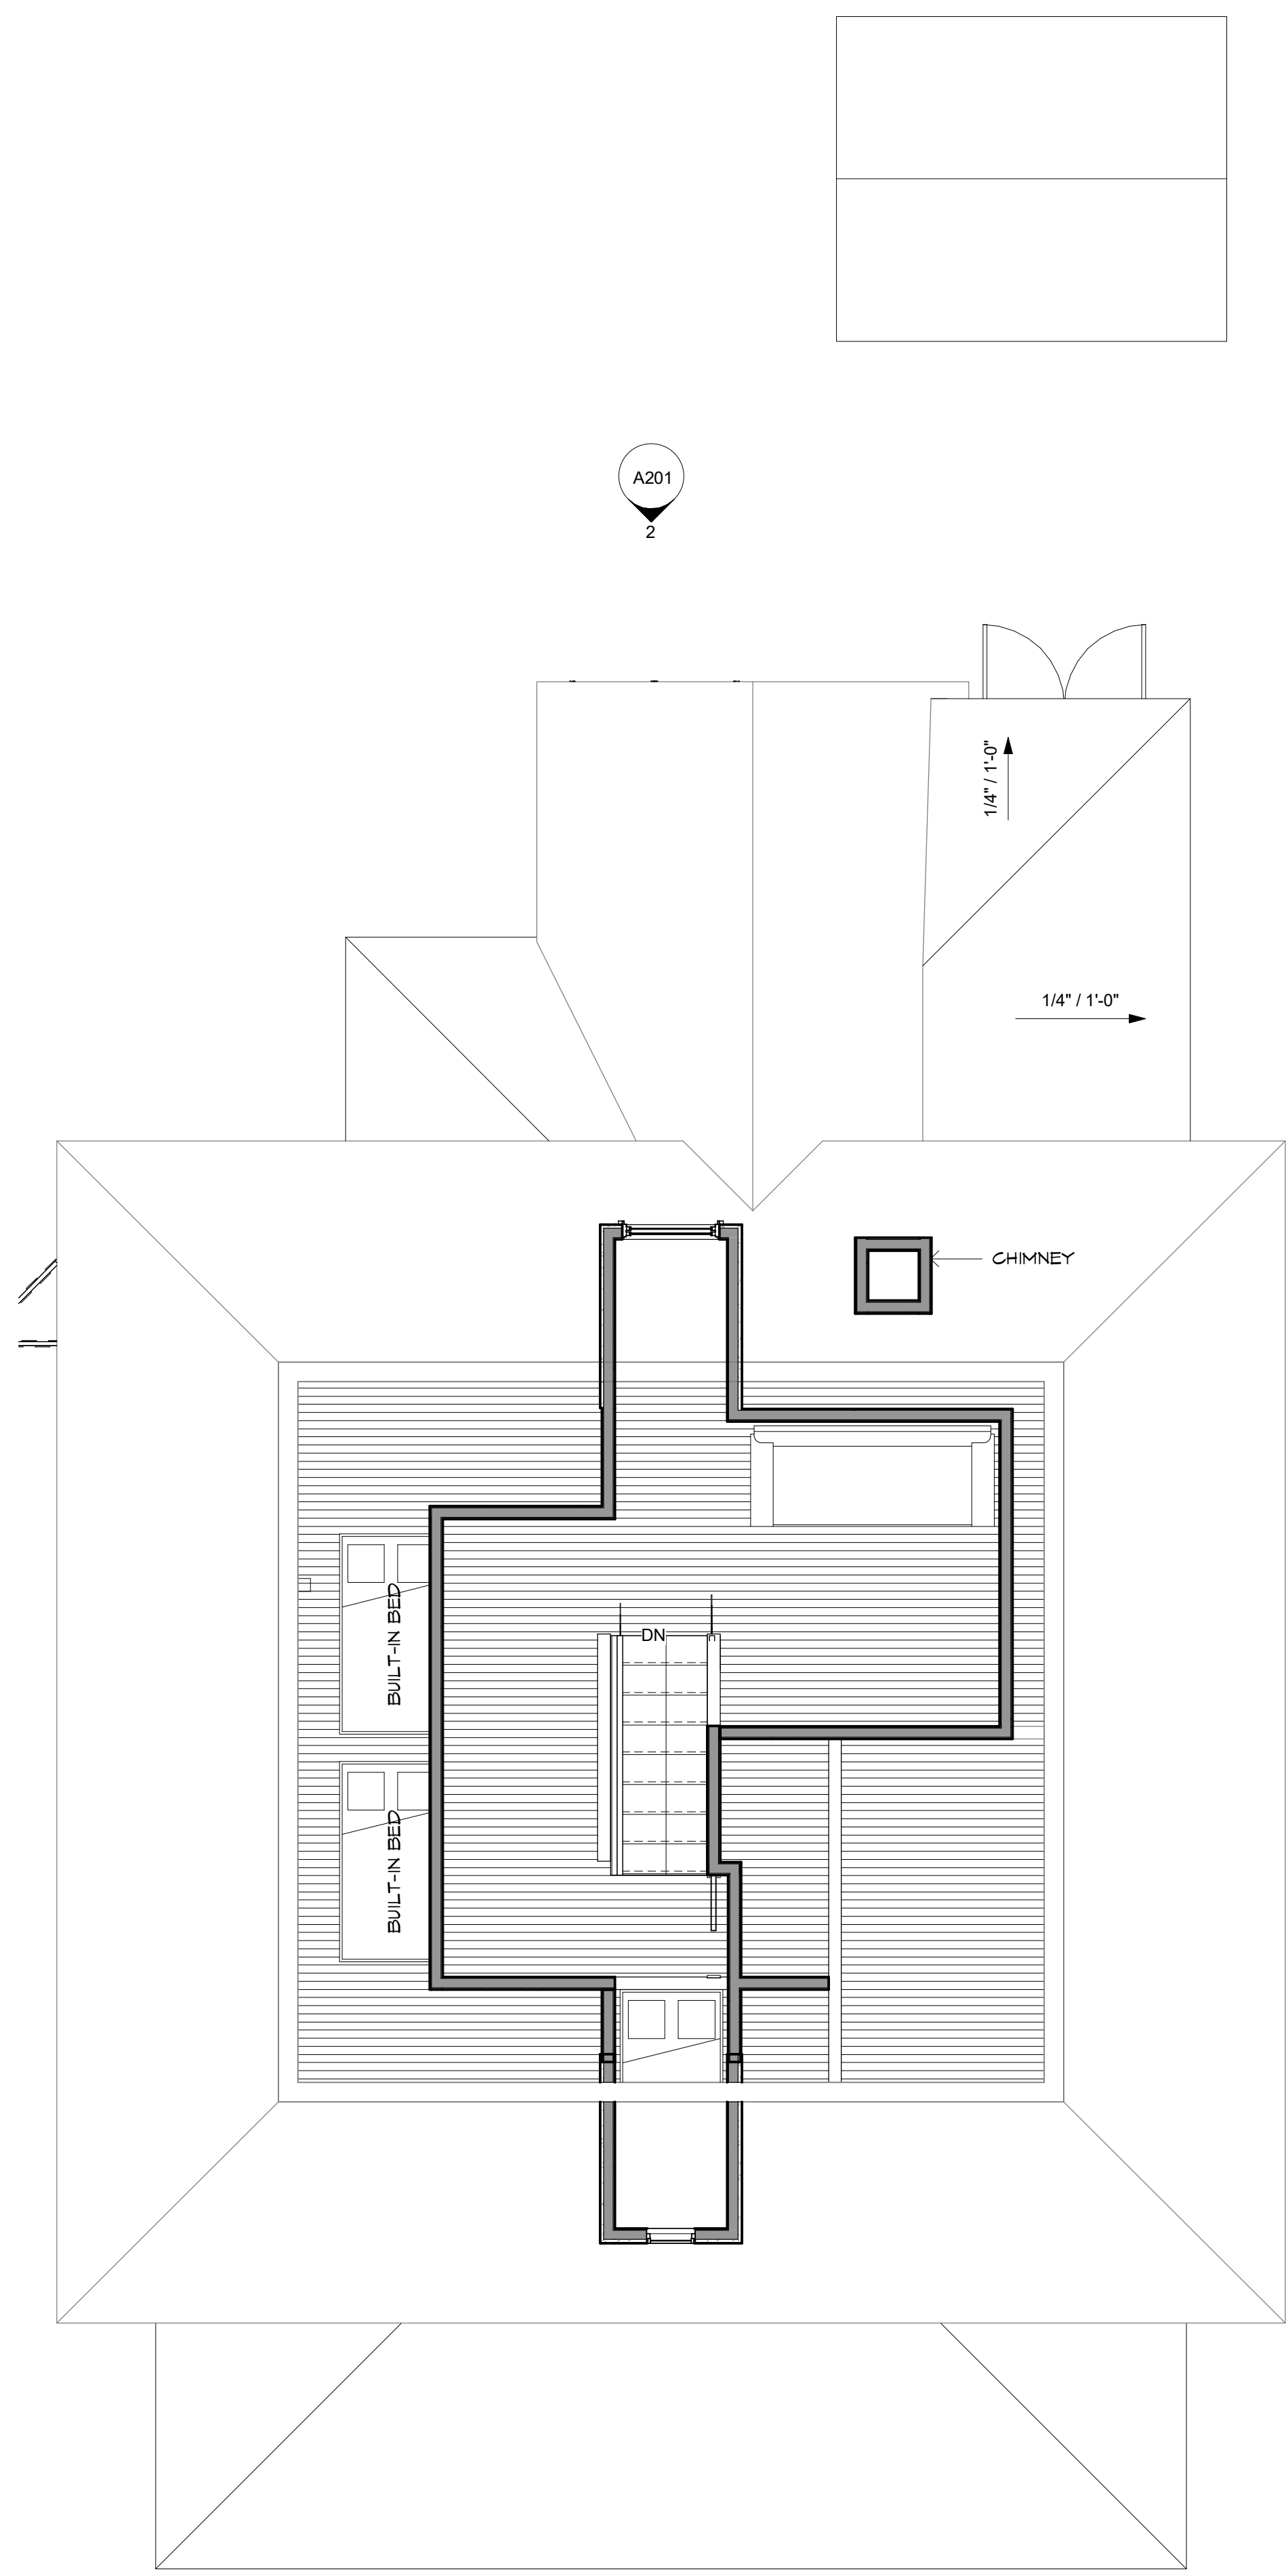 A201
2
1/4" / 1'-0"
1/4" / 1'-0"
CHIMNEY
BUILT-IN BED
DN
BUILT-IN BED